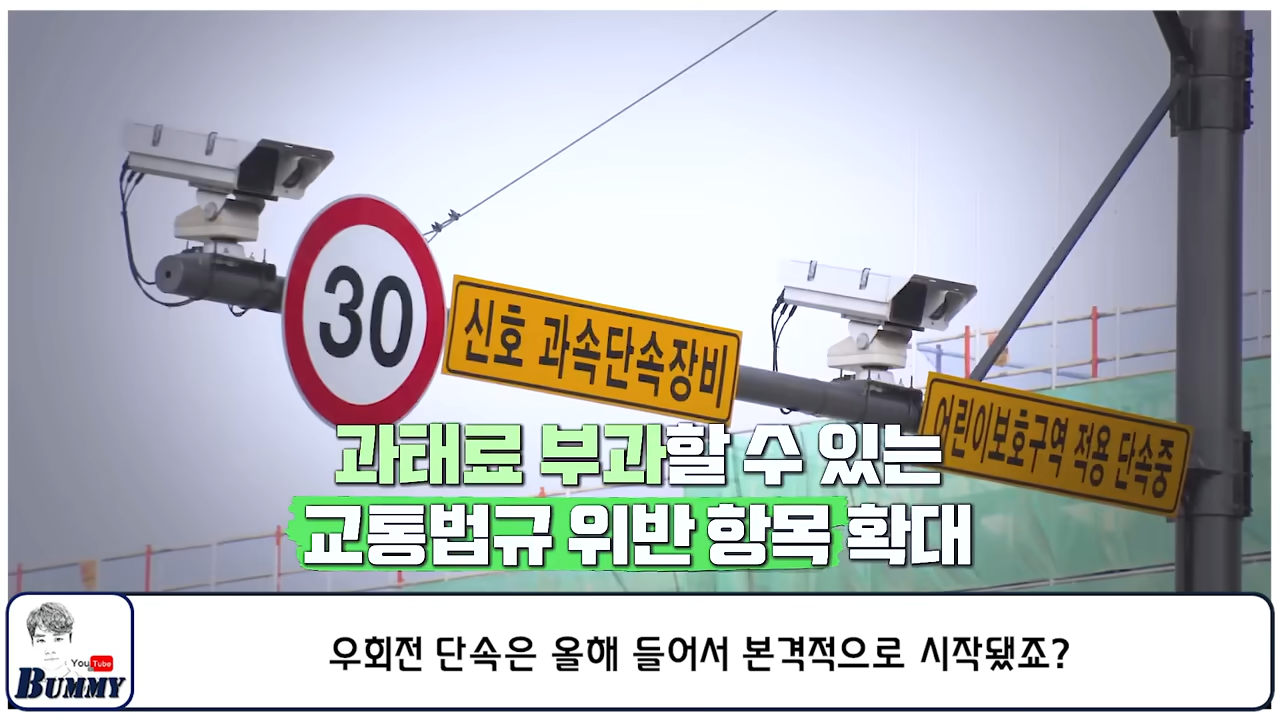 30
신호 과속단속장비
어린이보호구역 적용 단속중
과태료 부과할 수 있는
교통법규 위반 항목 확대
You Tube
BUMMY
우회전 단속은 올해 들어서 본격적으로 시작됐죠?